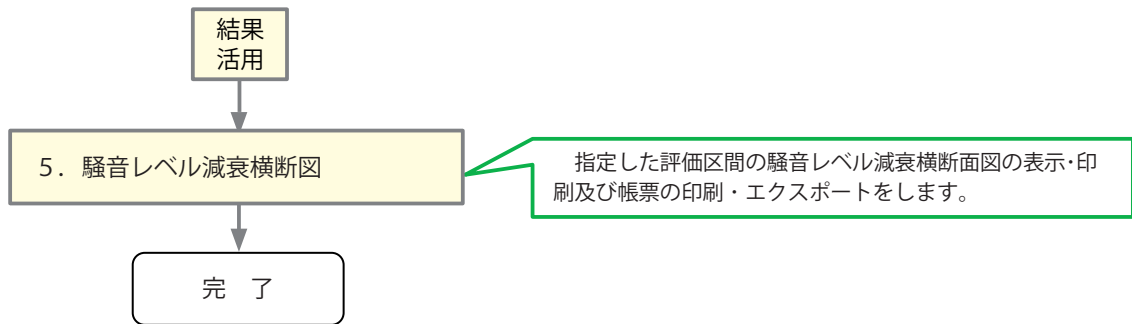 結果
活用
５．騒音レベル減衰横断図
指定した評価区間の騒音レベル減衰横断面図の表示･印
刷及び帳票の印刷・エクスポートをします。
完　了